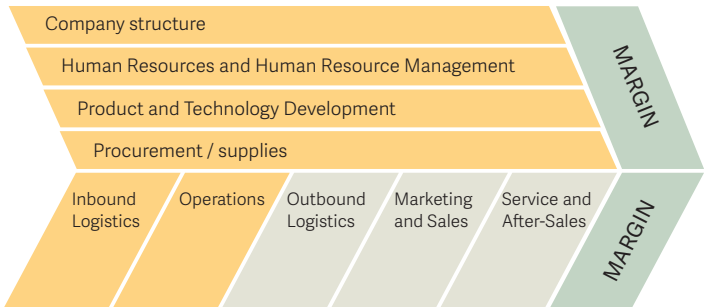 Company structure
Human Resources and Human Resource Management
Product and Technology Development
Procurement / supplies
MARGIN
Inbound
Logistics
Operations
Outbound
Logistics
Marketing
and Sales
Service and
After-Sales
MARGIN